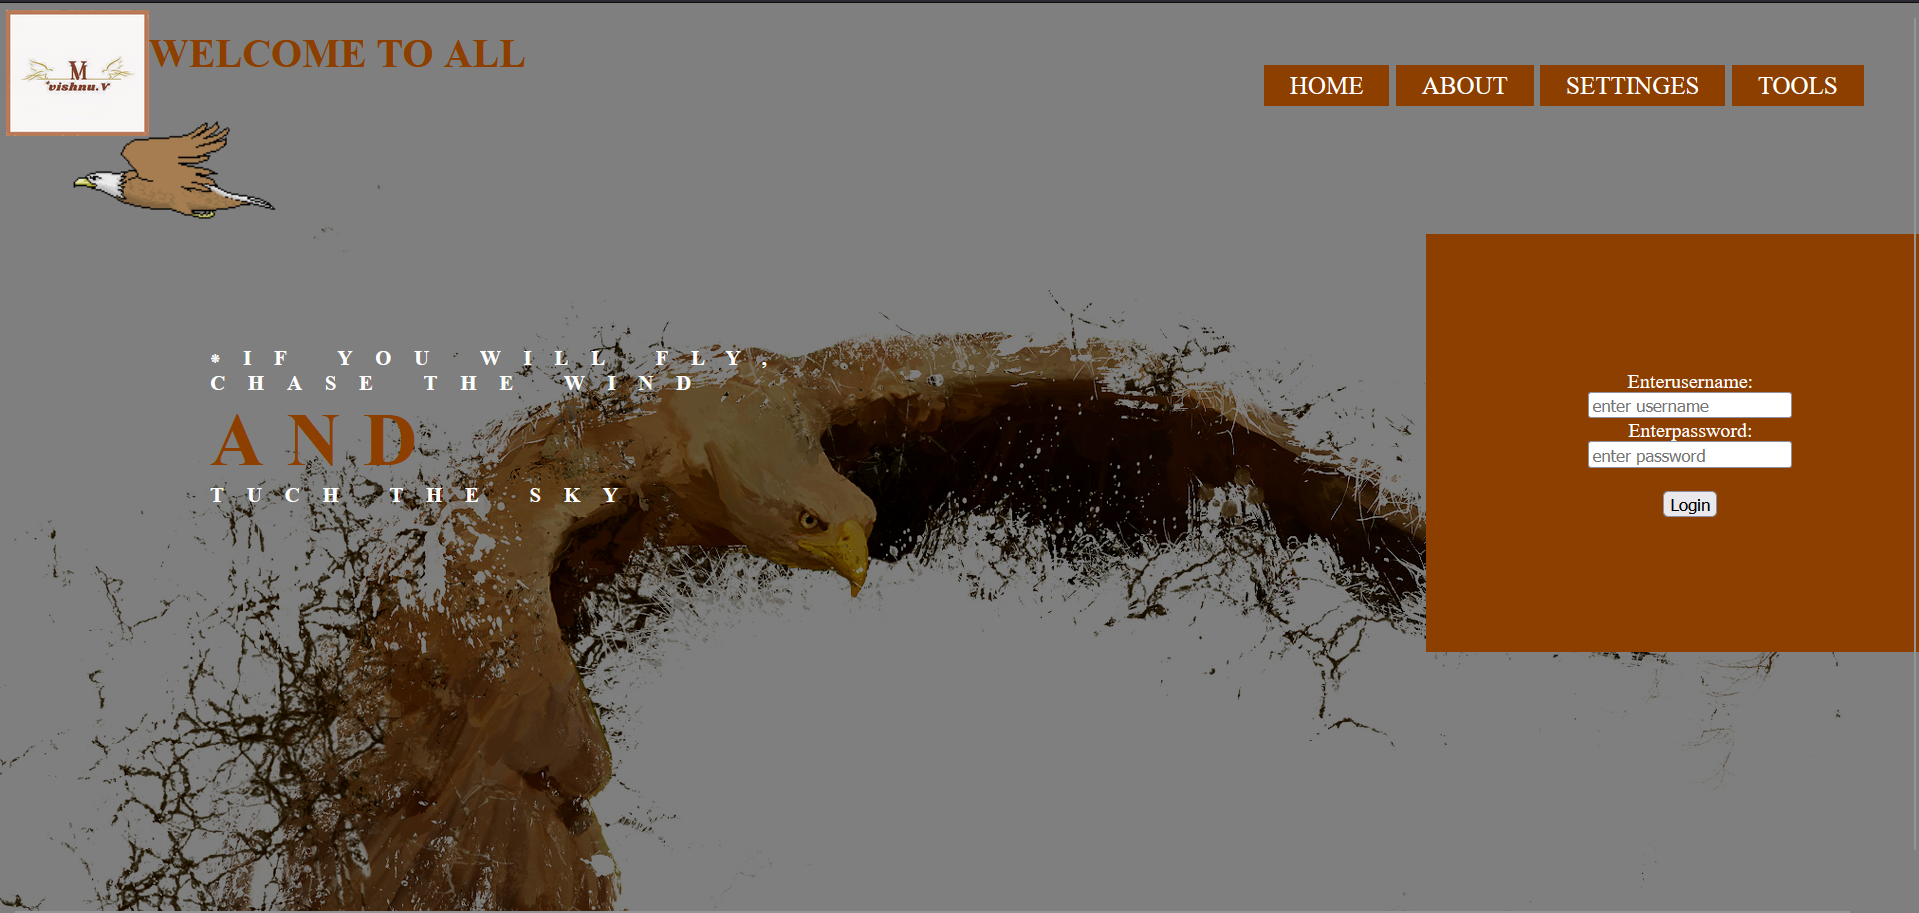 VM
vishnu.V
WELCOME TO ALL
HOME ABOUT SETTINGES TOOLS
*IF YOU WILL FLY,
CHASE THE WIND
AND
TUCH THE SKY
Enterusername:
enter username
Enterpassword:
enter password
Login